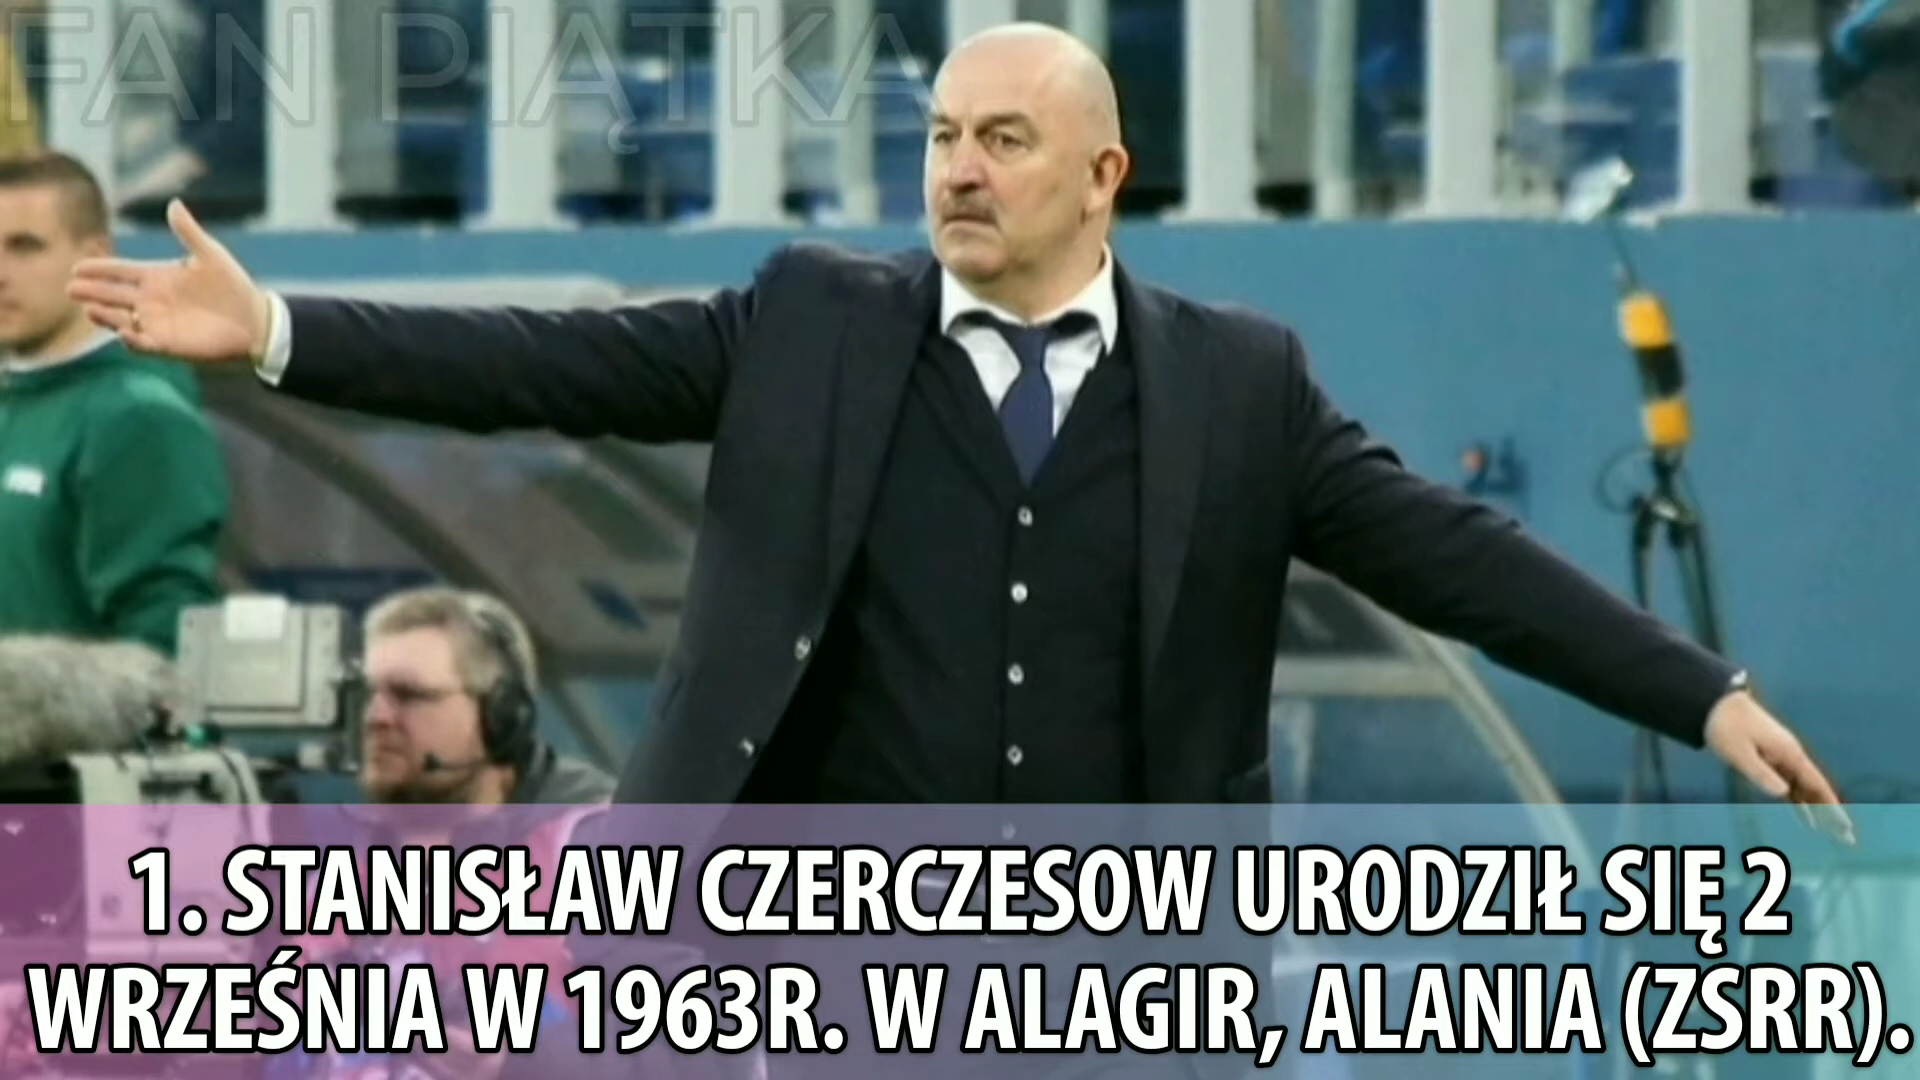 FAN PIĄTKA
1. STANISŁAW CZERCZESOW URODZIŁ SIĘ 2
WRZEŚNIA W 1963R. W ALAGIR, ALANIA (ZSRR).